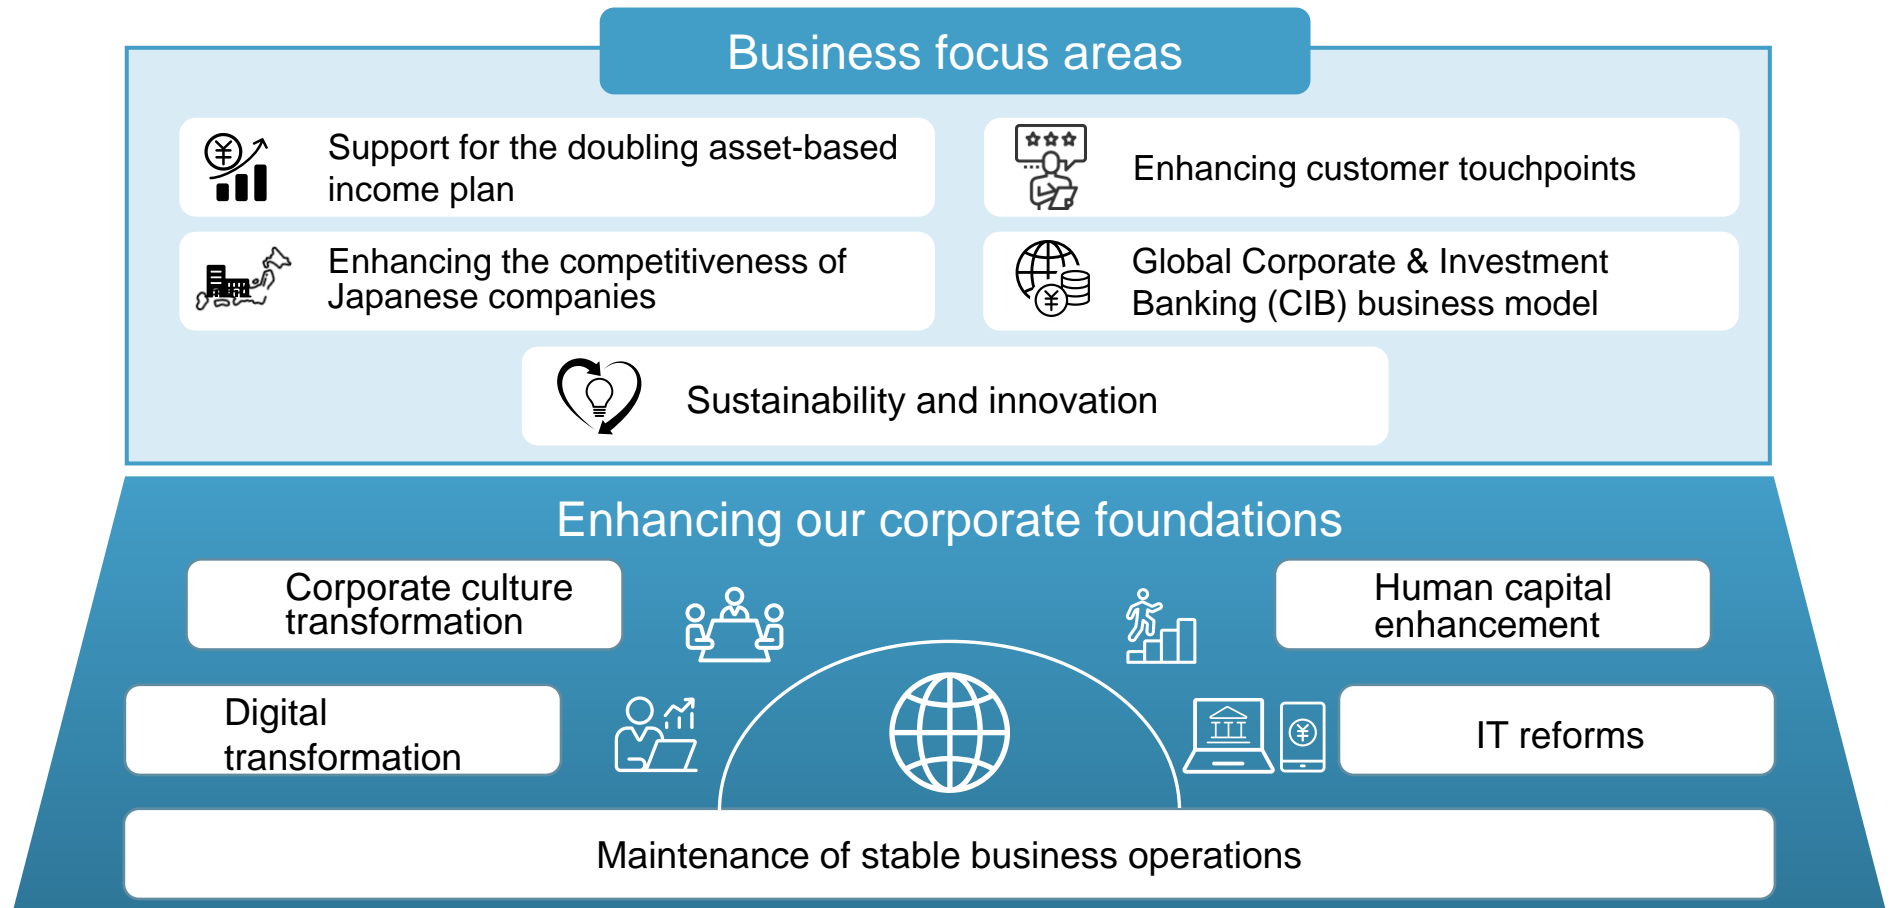 Business focus areas
Support for the doubling asset-based
income plan
Enhancing customer touchpoints
Enhancing the competitiveness of
Japanese companies
Global Corporate & Investment
Banking (CIB) business model
Sustainability and innovation
Enhancing our corporate foundations
Corporate culture
transformation
Human capital
enhancement
Digital
transformation
IT reforms
Maintenance of stable business operations